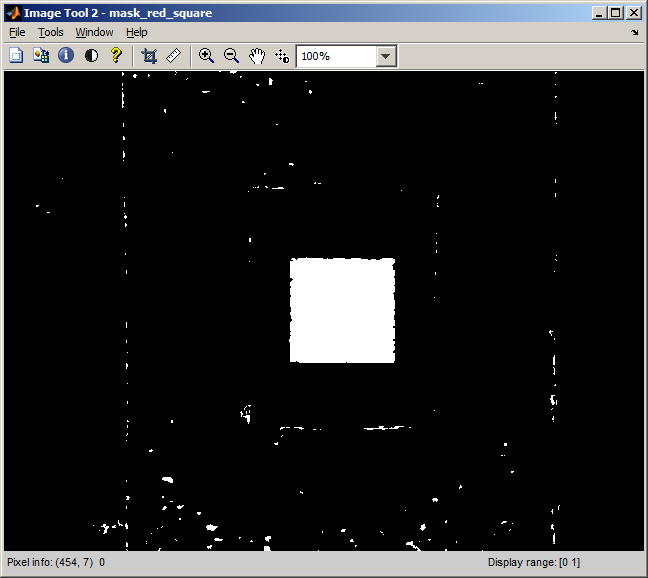 Image Tool 2 - mask_red_square
File Tools Window Help
100%
Pixel info: (454, 7) 0 Display range: [0 1]